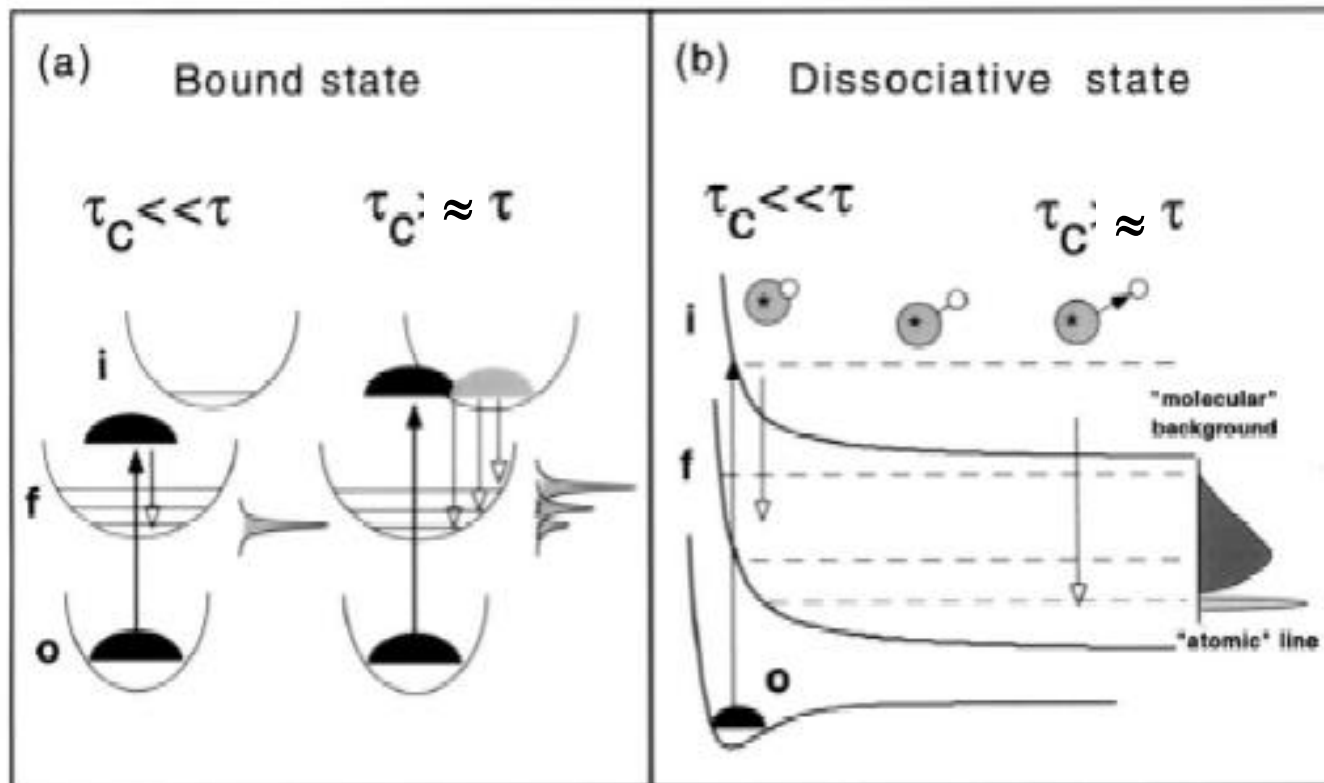 (a) Bound state
τC<<τ τC> ≈ τ
i
f
o
(b) Dissociative state
τC<<τ τC> ≈ τ
i
* * *
"molecular"
background
f
"atomic" line
o